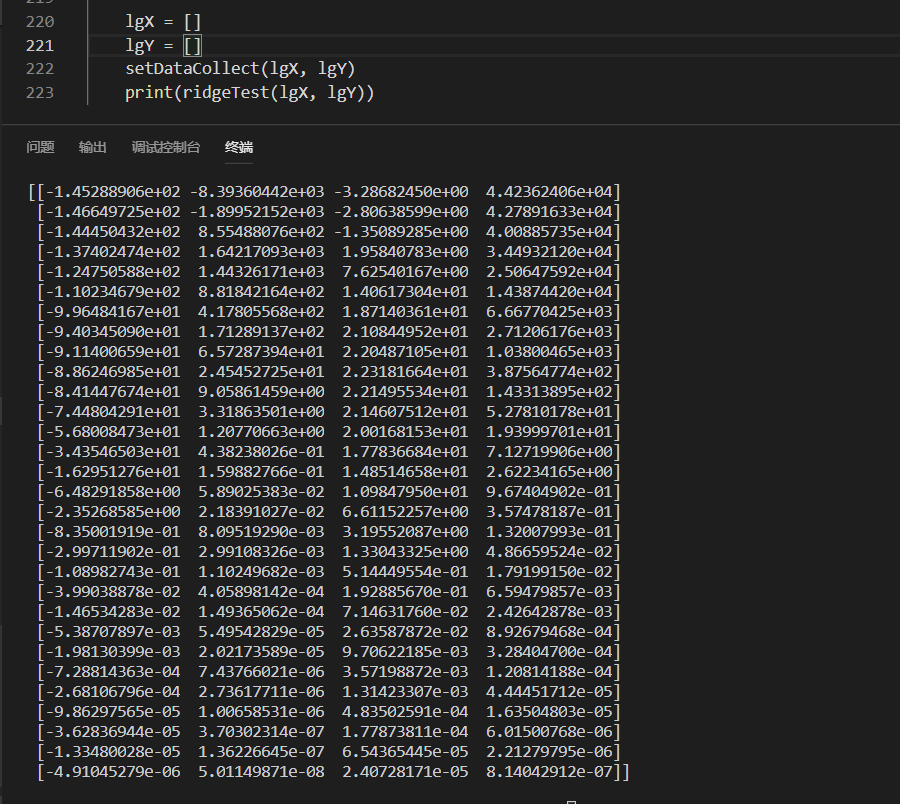 220 lgX = []
221 lgY = []
222 setDataCollect(lgX, lgY)
223 print(ridgeTest(lgX, lgY))
问题 输出 调试控制台 终端
[[-1.45288906e+02 -8.39360442e+03 -3.28682450e+00 4.42362406e+04]
[-1.46649725e+02 -1.89952152e+03 -2.80638599e+00 4.27891633e+04]
[-1.44450432e+02 8.55488076e+02 -1.35089285e+00 4.00885735e+04]
[-1.37402474e+02 1.64217093e+03 1.95840783e+00 3.44932120e+04]
[-1.24750588e+02 1.44326171e+03 7.62540167e+00 2.50647592e+04]
[-1.10234679e+02 8.81842164e+02 1.40617304e+01 1.43874420e+04]
[-9.96484167e+01 4.17805568e+02 1.87140361e+01 6.66770425e+03]
[-9.40345090e+01 1.71289137e+02 2.10844952e+01 2.71206176e+03]
[-9.11400659e+01 6.57287394e+01 2.20487105e+01 1.03800465e+03]
[-8.86246985e+01 2.45452725e+01 2.23181664e+01 3.87564774e+02]
[-8.41447674e+01 9.05861459e+00 2.21495534e+01 1.43313895e+02]
[-7.44804291e+01 3.31863501e+00 2.14607512e+01 5.27810178e+01]
[-5.68008473e+01 1.20770663e+00 2.00168153e+01 1.93999701e+01]
[-3.43546503e+01 4.38238026e-01 1.77836684e+01 7.12719906e+00]
[-1.62951276e+01 1.59882766e-01 1.48514658e+01 2.62234165e+00]
[-6.48291858e+00 5.89025383e-02 1.09847250e+01 9.67404902e-01]
[-2.35268585e+00 2.18391027e-02 6.61152257e+00 3.57478187e-01]
[-8.35001919e-01 8.09519290e-03 3.19552087e+00 1.32007993e-01]
[-2.99711902e-01 2.99108326e-03 1.33043325e+00 4.86659524e-02]
[-1.08982743e-01 1.10249682e-03 5.14449554e-01 1.79199150e-02]
[-3.99038878e-02 4.05898142e-04 1.92885670e-01 6.59479857e-03]
[-1.46534283e-02 1.49365062e-04 7.14631760e-02 2.42642878e-03]
[-5.38707897e-03 5.49542829e-05 2.63587872e-02 8.92679468e-04]
[-1.98130399e-03 2.02173589e-05 9.70622185e-03 3.28404700e-04]
[-7.28814363e-04 7.43766021e-06 3.57198872e-03 1.20814188e-04]
[-2.68106796e-04 2.73617711e-06 1.31423307e-03 4.44451712e-05]
[-9.86297565e-05 1.00658531e-06 4.83502591e-04 1.63504803e-05]
[-3.62836944e-05 3.70302314e-07 1.77873811e-04 6.01500768e-06]
[-1.33480028e-05 1.36226645e-07 6.54365445e-05 2.21279795e-06]
[-4.91045279e-06 5.01149871e-08 2.40728171e-05 8.14042912e-07]]